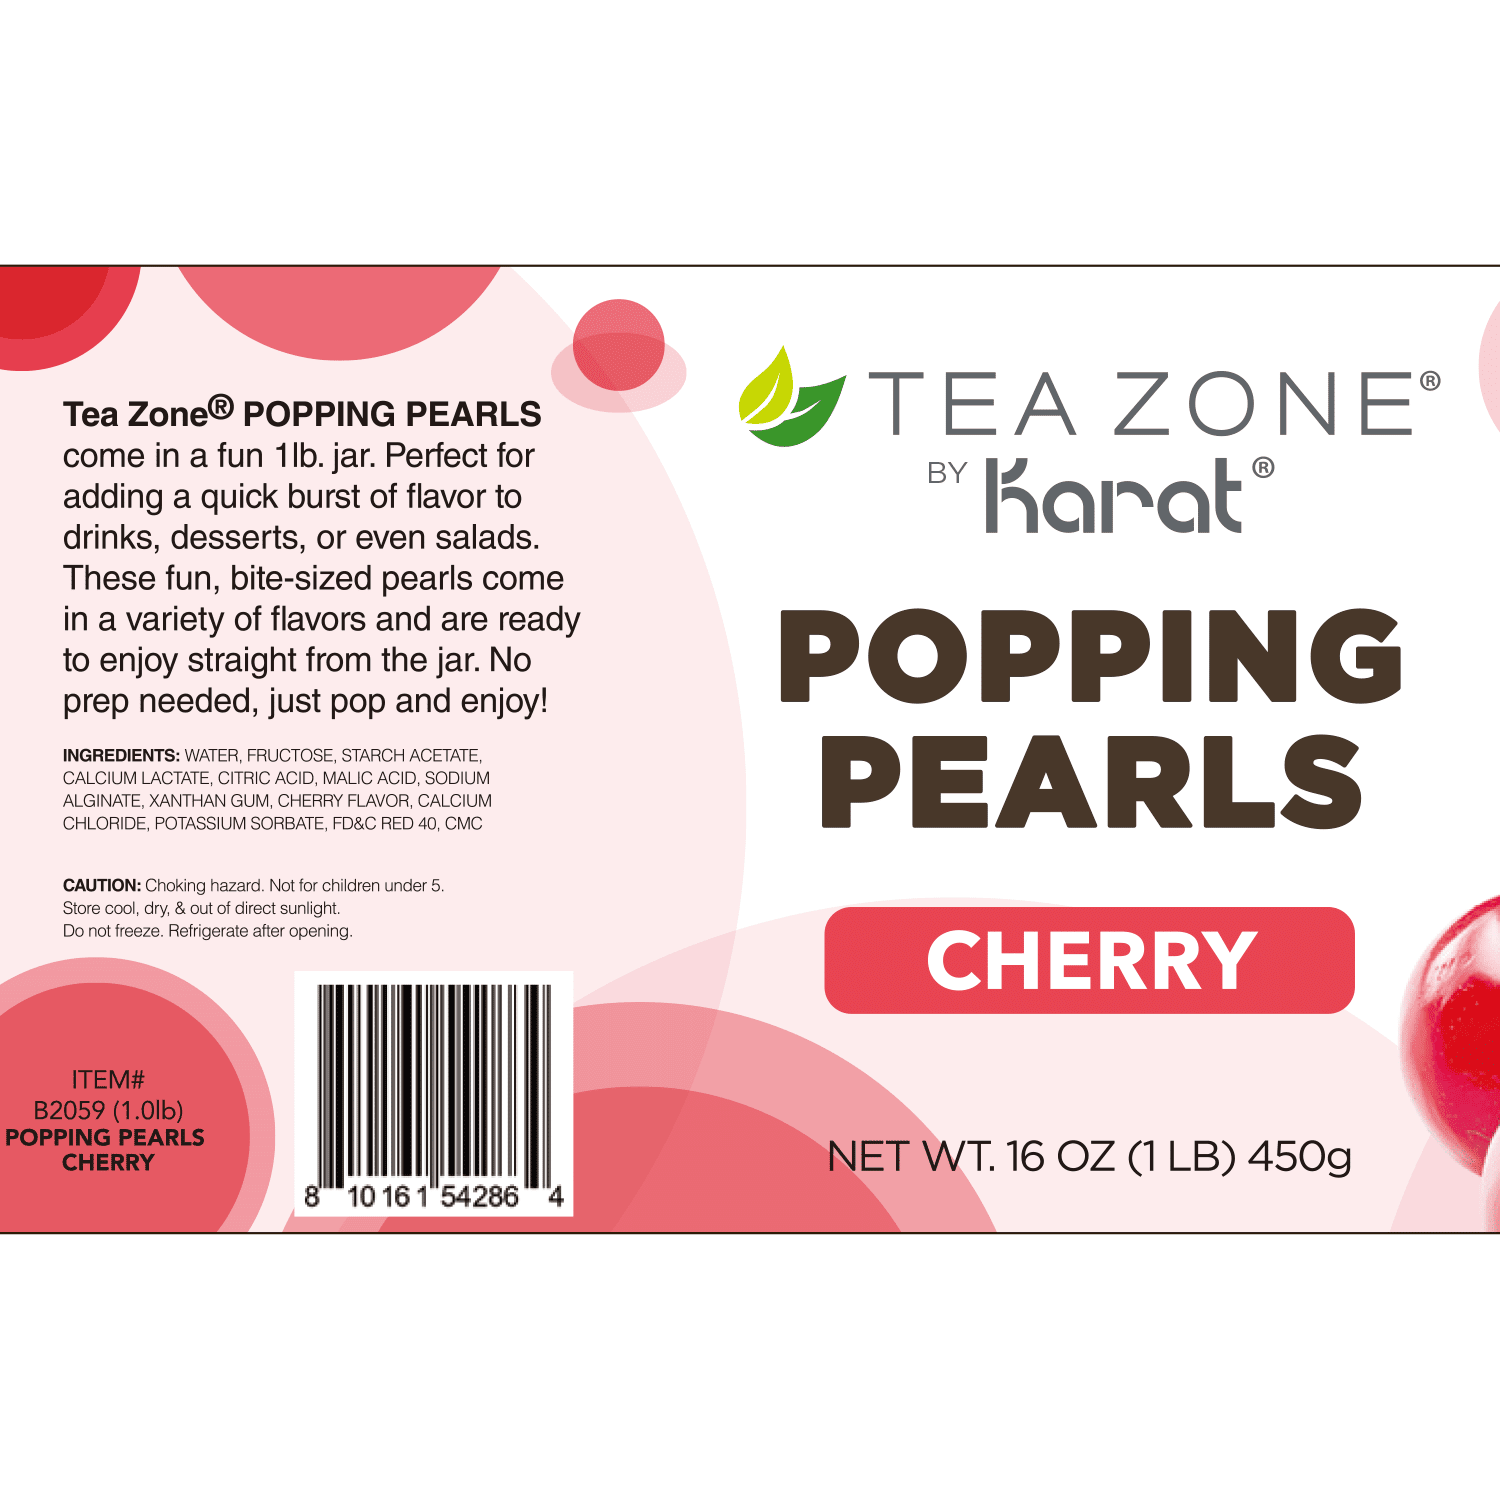 Tea Zone® POPPING PEARLS
come in a fun 1lb. jar. Perfect for
adding a quick burst of flavor to
drinks, desserts, or even salads.
These fun, bite-sized pearls come
in a variety of flavors and are ready
to enjoy straight from the jar. No
prep needed, just pop and enjoy!
INGREDIENTS: WATER, FRUCTOSE, STARCH ACETATE,
CALCIUM LACTATE, CITRIC ACID, MALIC ACID, SODIUM
ALGINATE, XANTHAN GUM, CHERRY FLAVOR, CALCIUM
CHLORIDE, POTASSIUM SORBATE, FD&C RED 40, CMC
CAUTION: Choking hazard. Not for children under 5.
Store cool, dry, & out of direct sunlight.
Do not freeze. Refrigerate after opening.
ITEM#
B2059 (1.0lb)
POPPING PEARLS
CHERRY
8 10161 54286 4
TEA ZONE®
BY Karat®
POPPING
PEARLS
CHERRY
NET WT. 16 OZ (1 LB) 450g